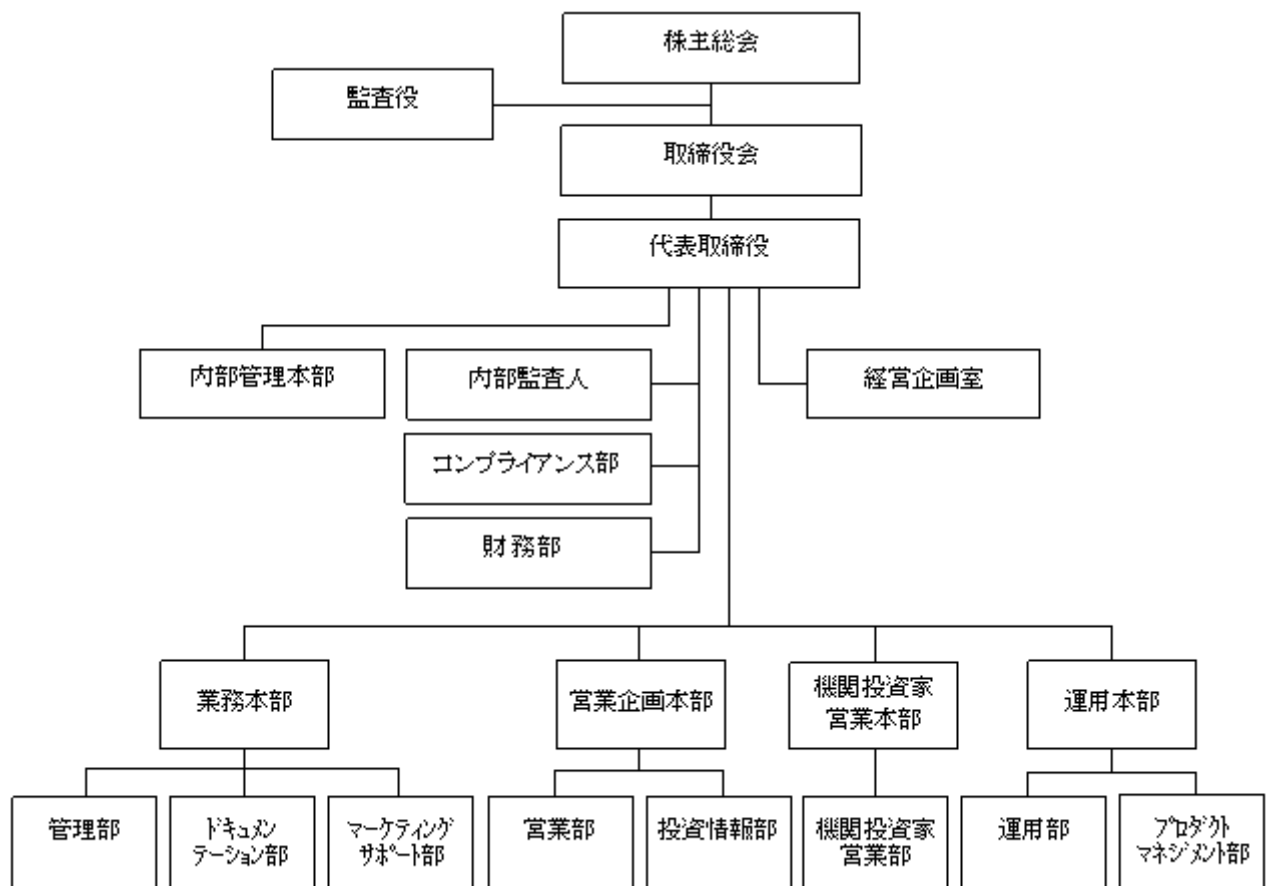 株主総会
監査役
取締役会
代表取締役
内部管理本部
内部監査人
経営企画室
コンプライアンス部
財務部
業務本部
営業企画本部
機関投資家
営業本部
運用本部
管理部
ﾄﾞｷｭﾒﾝ
ﾃｰｼｮﾝ部
マーケティング
ｻﾎﾟｰﾄ部
営業部
投資情報部
機関投資家
営業部
運用部
ﾌﾟﾛﾀﾞｸﾄ
ﾏﾈｼﾞﾒﾝﾄ部